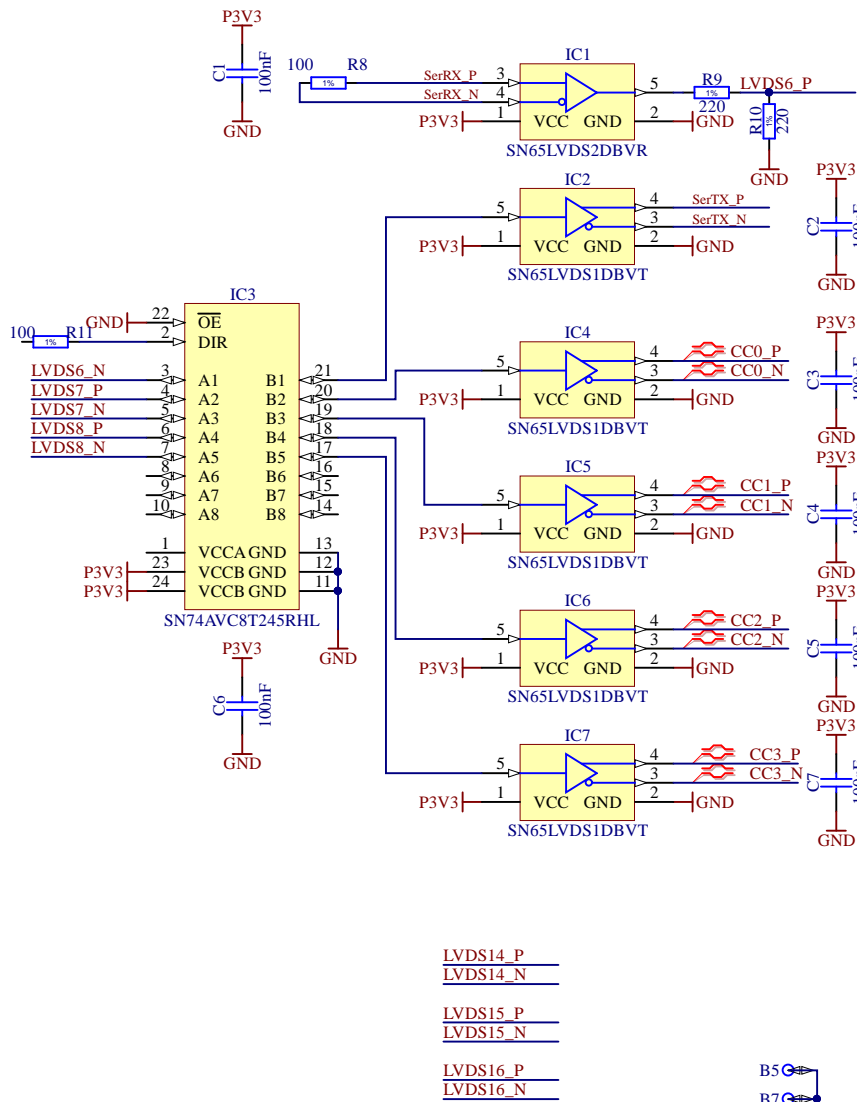 P3V3
C1
100nF
GND
100
R8
SerRX_P
SerRX_N
P3V3
3
4
1
IC1
VCC GND
SN65LVDS2DBVR
5
2
GND
R9
1%
220
LVDS6_P
R10
1%
220
GND
1%
IC2
5
1
P3V3
VCC GND
SN65LVDS1DBVT
4
3
2
SerTX_P
SerTX_N
GND
P3V3
C2
GND
IC3
GND
22
OE
100
1%
R11
2
DIR
LVDS6_N
3
A1
B1
21
LVDS7_P
4
A2
B2
20
LVDS7_N
5
A3
B3
19
LVDS8_P
6
A4
B4
18
LVDS8_N
7
A5
B5
17
8
A6
B6
16
9
A7
B7
15
10
A8
B8
14
1
VCCA GND
13
P3V3
23
VCCB GND
12
P3V3
24
VCCB GND
11
SN74AVC8T245RHL
GND
P3V3
C6
100nF
GND
IC4
5
1
P3V3
VCC GND
SN65LVDS1DBVT
4
3
2
CC0_P
CC0_N
GND
P3V3
C3
GND
IC5
5
1
P3V3
VCC GND
SN65LVDS1DBVT
4
3
2
CC1_P
CC1_N
GND
P3V3
C4
GND
IC6
5
1
P3V3
VCC GND
SN65LVDS1DBVT
4
3
2
CC2_P
CC2_N
GND
P3V3
C5
GND
IC7
5
1
P3V3
VCC GND
SN65LVDS1DBVT
4
3
2
CC3_P
CC3_N
GND
P3V3
C7
GND
LVDS14_P
LVDS14_N
LVDS15_P
LVDS15_N
LVDS16_P
LVDS16_N
B5
B7